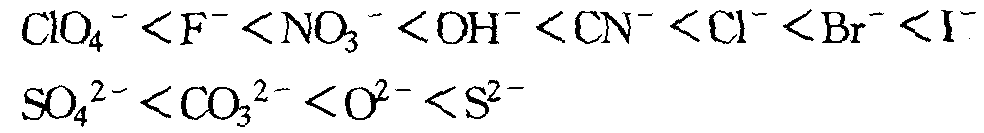 ClO₄⁻ < F⁻ < NO₃⁻ < OH⁻ < CN⁻ < Cl⁻ < Br⁻ < I⁻
SO₄²⁻ < CO₃²⁻ < O²⁻ < S²⁻